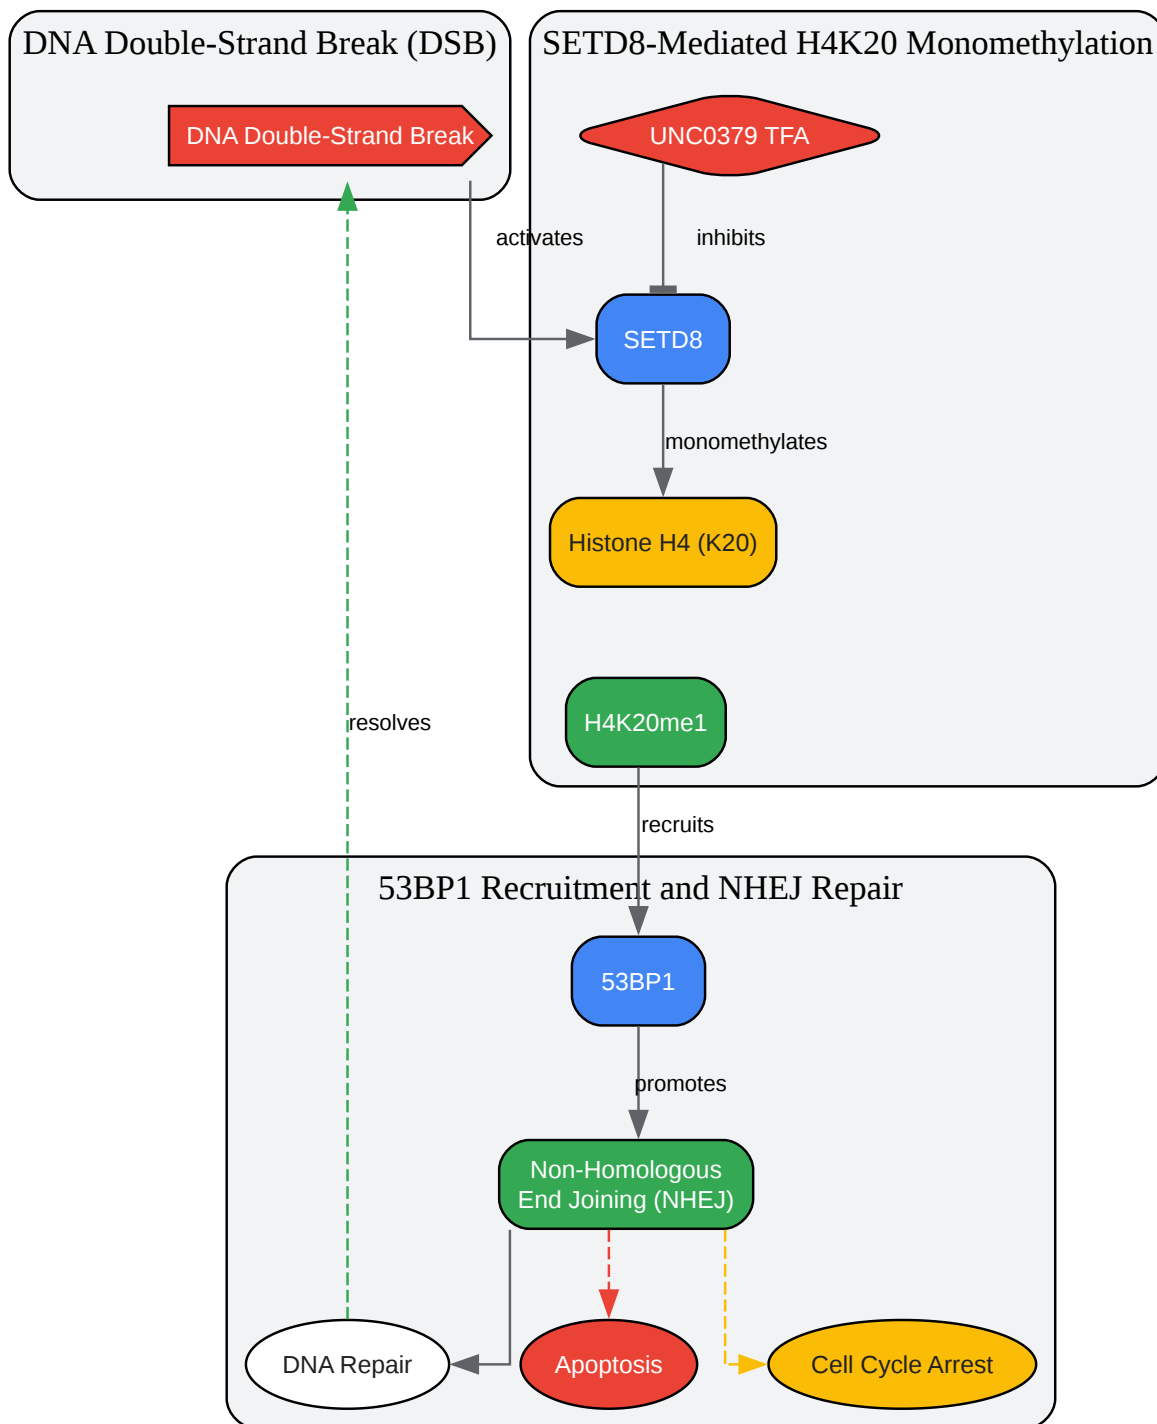 DNA Double-Strand Break (DSB)
SETD8-Mediated H4K20 Monomethylation
DNA Double-Strand Break
UNC0379 TFA
activates
inhibits
SETD8
monomethylates
Histone H4 (K20)
resolves
H4K20me1
recruits
53BP1 Recruitment and NHEJ Repair
53BP1
promotes
Non-Homologous
End Joining (NHEJ)
DNA Repair
Apoptosis
Cell Cycle Arrest